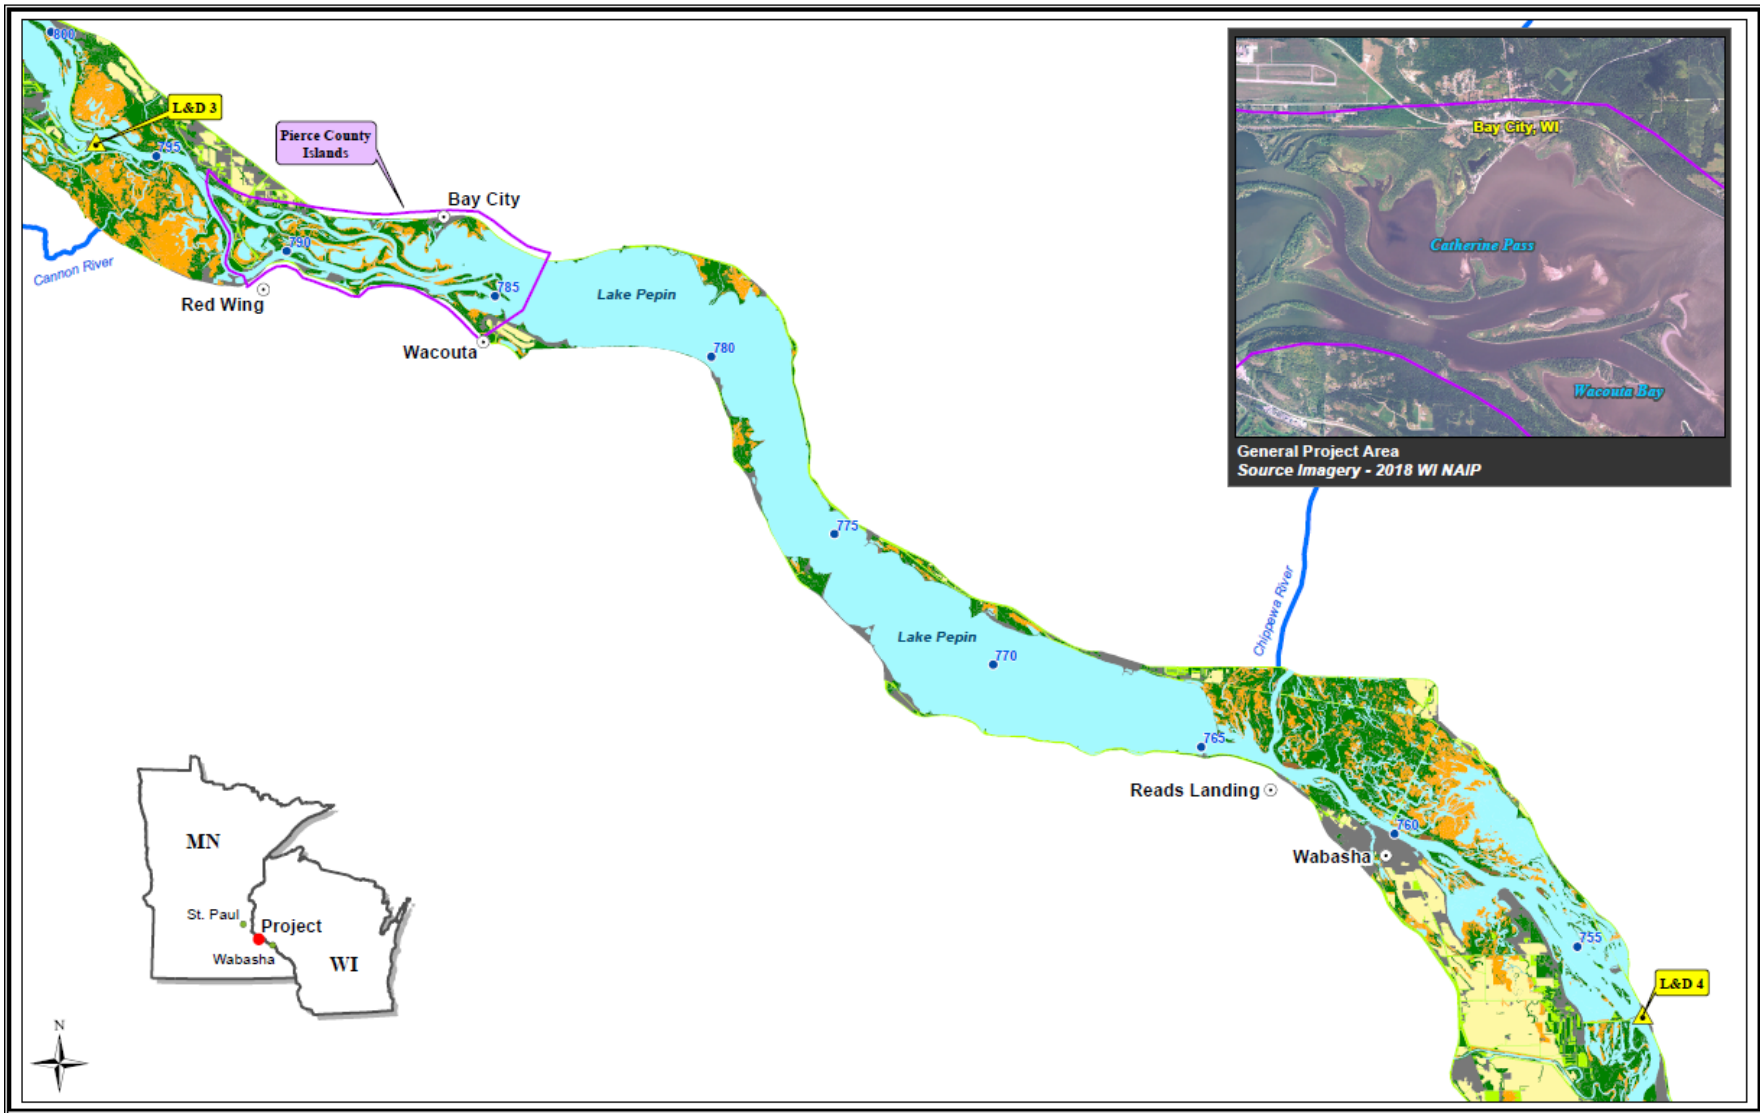 800
L&D 3
795
Pierce County
Islands
Bay City
790
Cannon River
Red Wing
785
Wacouta
Lake Pepin
780
775
Lake Pepin
770
Chippewa River
765
Reads Landing
760
Wabasha
755
L&D 4
Bay City, WI
Catherine Pass
Wacouta Bay
General Project Area
Source Imagery - 2018 WI NAIP
MN
St. Paul
Project
Wabasha
WI
N